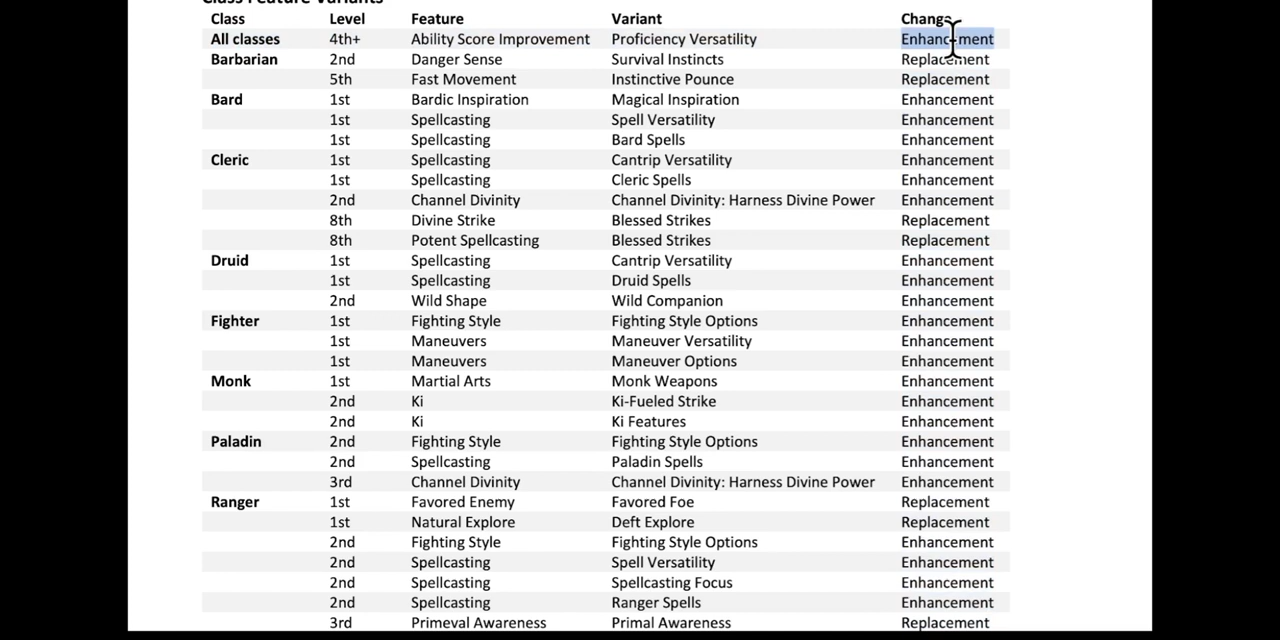 Class Feature Variants
Class Level Feature Variant Change
All classes 4th+ Ability Score Improvement Proficiency Versatility Enhancement
Barbarian 2nd Danger Sense Survival Instincts Replacement
5th Fast Movement Instinctive Pounce Replacement
Bard 1st Bardic Inspiration Magical Inspiration Enhancement
1st Spellcasting Spell Versatility Enhancement
1st Spellcasting Bard Spells Enhancement
Cleric 1st Spellcasting Cantrip Versatility Enhancement
1st Spellcasting Cleric Spells Enhancement
2nd Channel Divinity Channel Divinity: Harness Divine Power Enhancement
8th Divine Strike Blessed Strikes Replacement
8th Potent Spellcasting Blessed Strikes Replacement
Druid 1st Spellcasting Cantrip Versatility Enhancement
1st Spellcasting Druid Spells Enhancement
2nd Wild Shape Wild Companion Enhancement
Fighter 1st Fighting Style Fighting Style Options Enhancement
1st Maneuvers Maneuver Versatility Enhancement
1st Maneuvers Maneuver Options Enhancement
Monk 1st Martial Arts Monk Weapons Enhancement
2nd Ki Ki-Fueled Strike Enhancement
2nd Ki Ki Features Enhancement
Paladin 2nd Fighting Style Fighting Style Options Enhancement
2nd Spellcasting Paladin Spells Enhancement
3rd Channel Divinity Channel Divinity: Harness Divine Power Enhancement
Ranger 1st Favored Enemy Favored Foe Replacement
1st Natural Explore Deft Explore Replacement
2nd Fighting Style Fighting Style Options Enhancement
2nd Spellcasting Spell Versatility Enhancement
2nd Spellcasting Spellcasting Focus Enhancement
2nd Spellcasting Ranger Spells Enhancement
3rd Primeval Awareness Primal Awareness Replacement